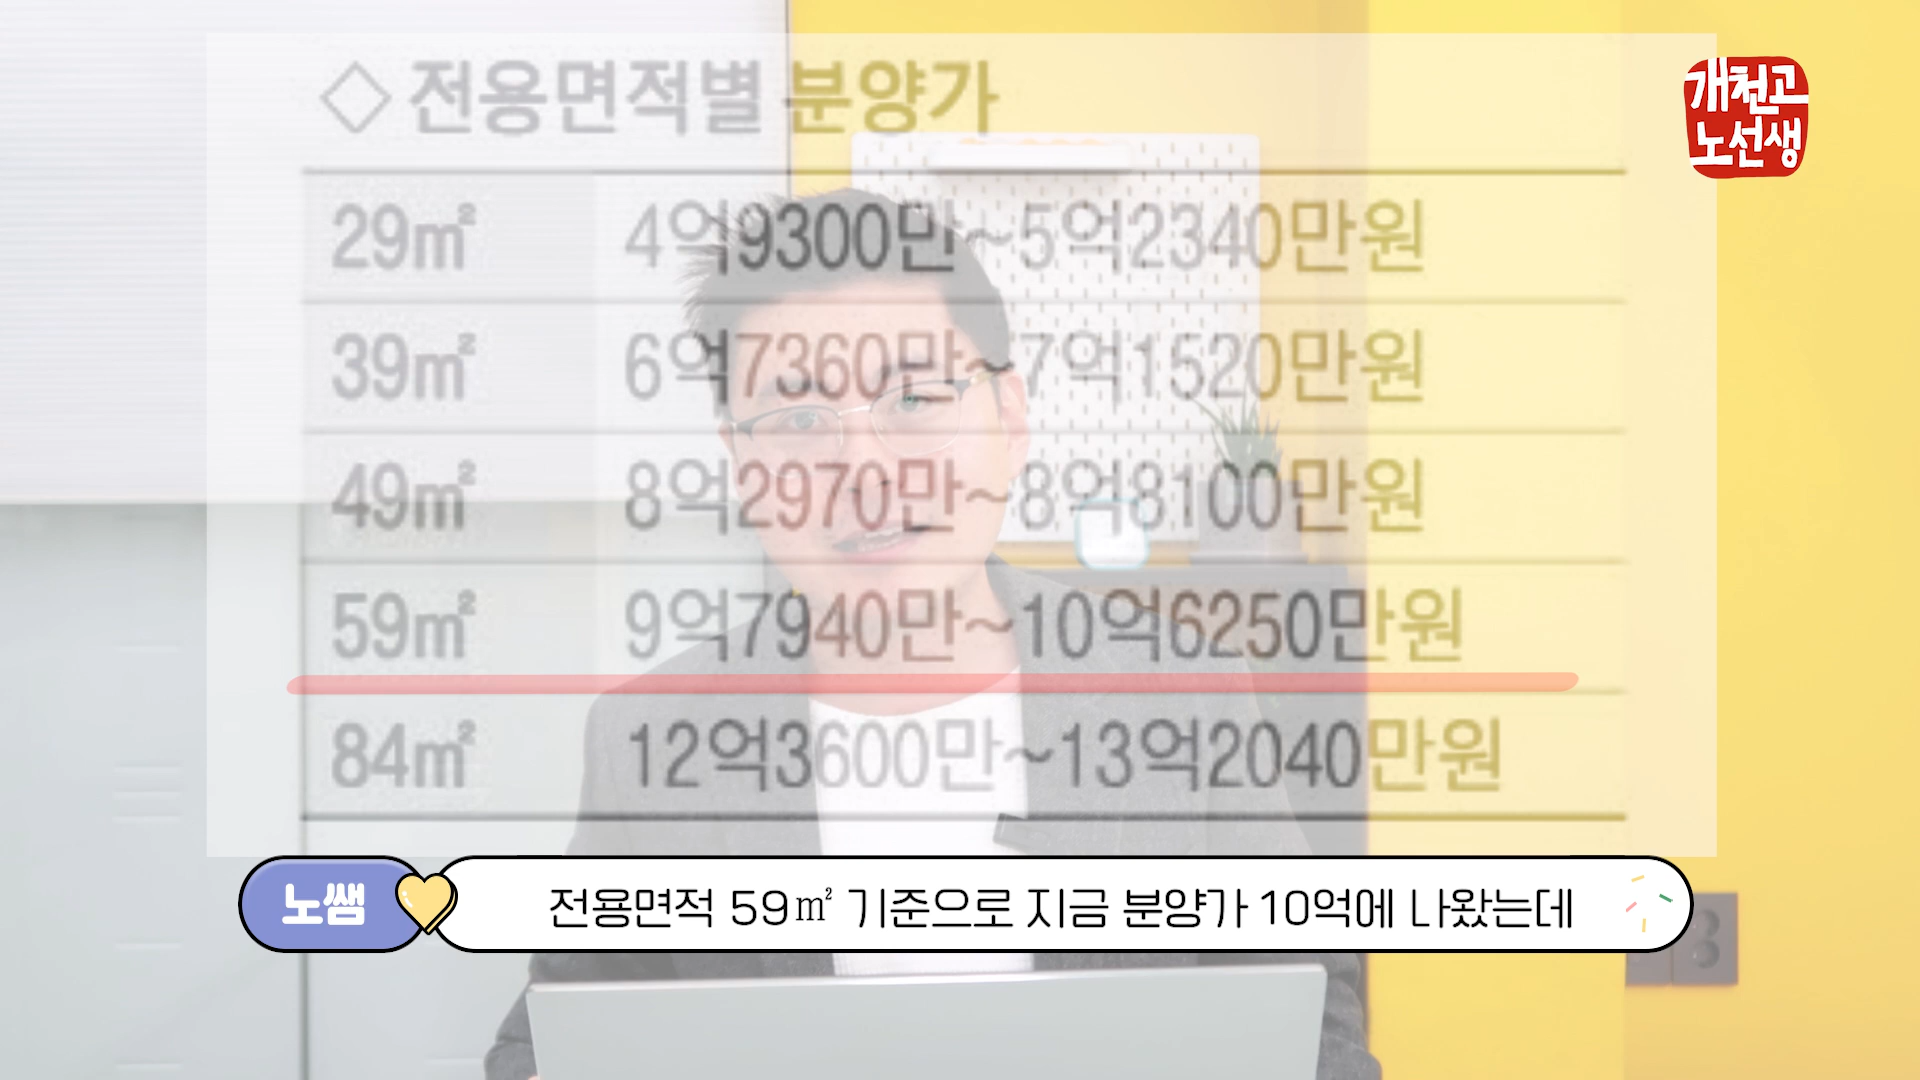 ◇ 전용면적별 분양가
개천고
노선생
29㎡ 4억9300만~5억2340만원
39㎡ 6억7360만~7억1520만원
49㎡ 8억2970만~8억8100만원
59㎡ 9억7940만~10억6250만원
84㎡ 12억3600만~13억2040만원
노쌤 전용면적 59㎡ 기준으로 지금 분양가 10억에 나왔는데